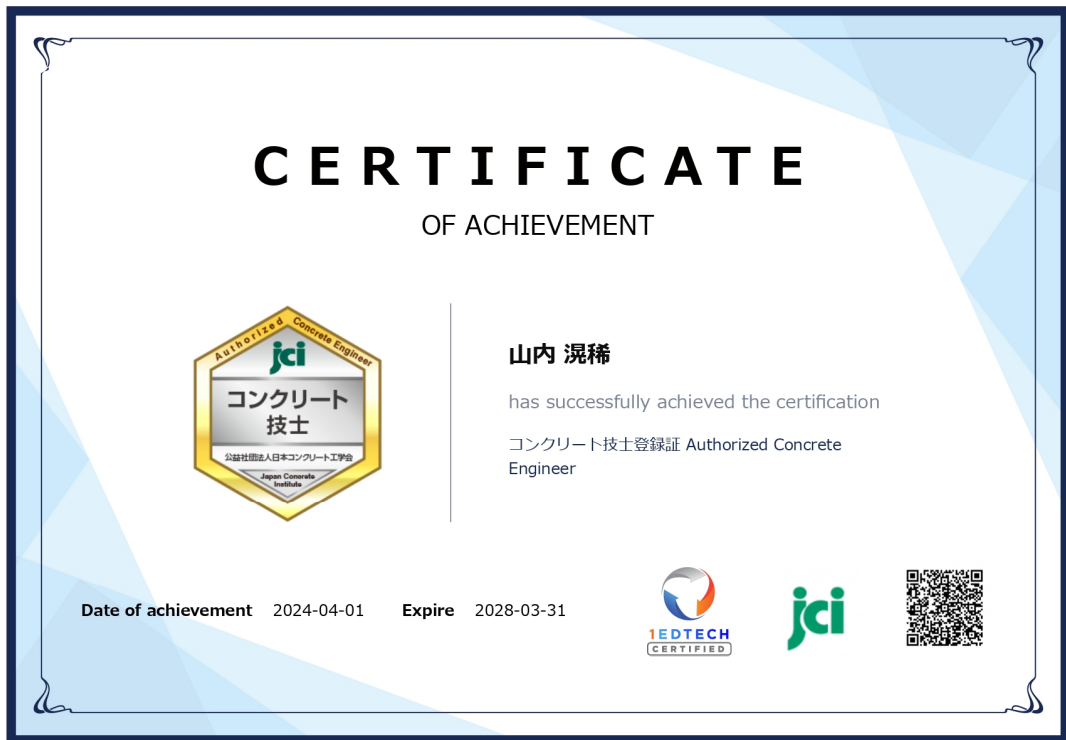 CERTIFICATE
OF ACHIEVEMENT
Authorized Concrete Engineer
jci
コンクリート
技士
公益社団法人日本コンクリート工学会
Japan Concrete
Institute
山内 滉稀
has successfully achieved the certification
コンクリート技士登録証 Authorized Concrete
Engineer
Date of achievement 2024-04-01 Expire 2028-03-31
1EDTECH
CERTIFIED
jci